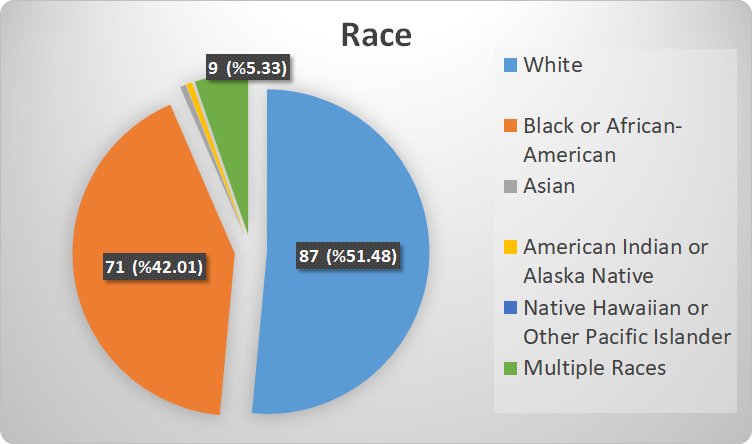 Race
9 (%5.33)
71 (%42.01)
87 (%51.48)
White
Black or African-
American
Asian
American Indian or
Alaska Native
Native Hawaiian or
Other Pacific Islander
Multiple Races